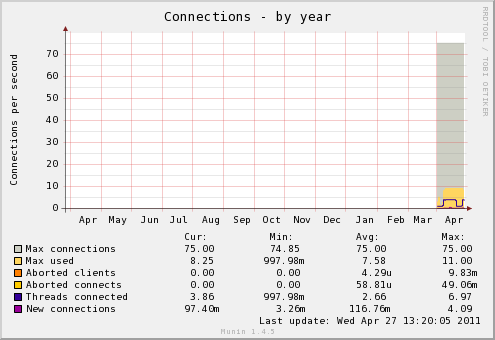 Connections - by year
RRDTOOL / TOBI OETIKER
Connections per second
70
60
50
40
30
20
10
0
Apr May Jun Jul Aug Sep Oct Nov Dec Jan Feb Mar Apr
Cur: Min: Avg: Max:
Max connections 75.00 74.85 75.00 75.00
Max used 8.25 997.98m 7.58 11.00
Aborted clients 0.00 0.00 4.29u 9.83m
Aborted connects 0.00 0.00 58.81u 49.06m
Threads connected 3.86 997.98m 2.66 6.97
New connections 97.40m 3.26m 116.76m 4.09
Last update: Wed Apr 27 13:20:05 2011
Munin 1.4.5